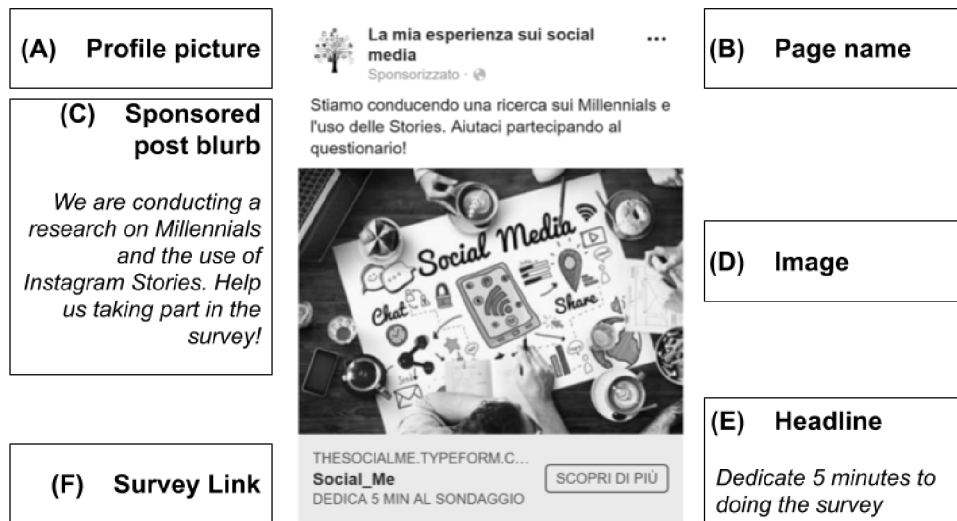 (A) Profile picture
(C) Sponsored
post blurb
We are conducting a
research on Millennials
and the use of
Instagram Stories. Help
us taking part in the
survey!
(F) Survey Link
La mia esperienza sui social
media
Sponsorizzato ·
Stiamo conducendo una ricerca sui Millennials e
l'uso delle Stories. Aiutaci partecipando al
questionario!
Social Media
Chat
Share
Send
THESOCIALME.TYPEFORM.C...
Social_Me
DEDICA 5 MIN AL SONDAGGIO
SCOPRI DI PIÙ
(B) Page name
(D) Image
(E) Headline
Dedicate 5 minutes to
doing the survey